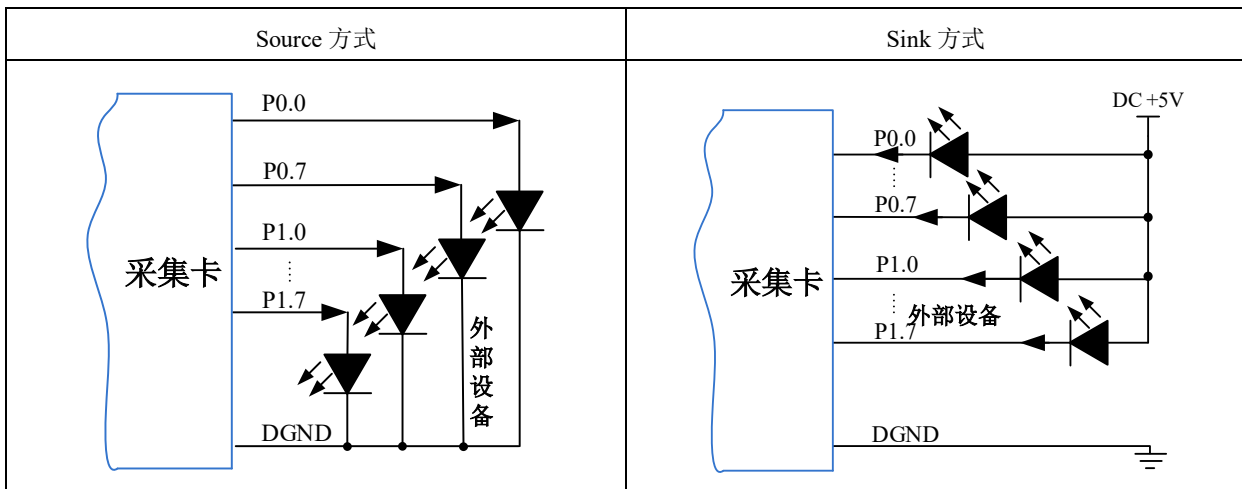 Source 方式
Sink 方式
P0.0
P0.7
P1.0
P1.7
采集卡
外部设备
DGND
DC +5V
P0.0
P0.7
P1.0
采集卡
外部设备
P1.7
DGND